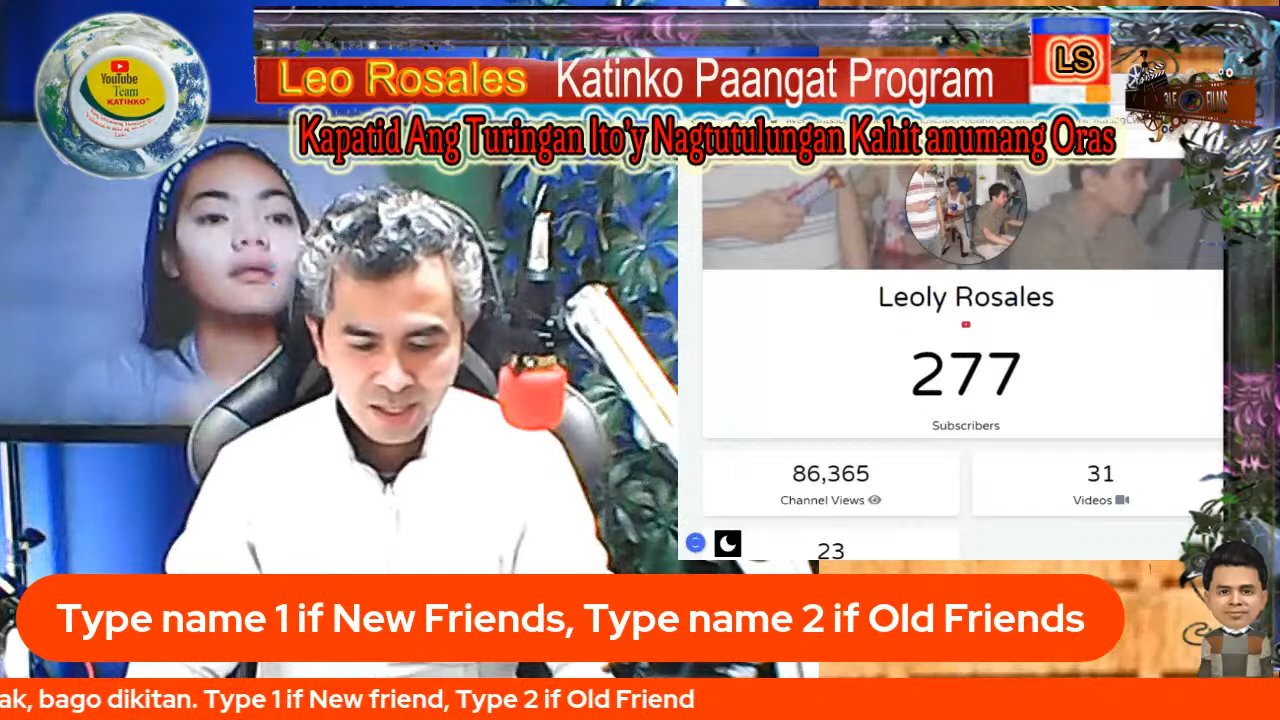 YouTube
Team
KATINKO
Leo Rosales Katinko Paangat Program
LS
3LE FILMS
Kapatid Ang Turingan Ito'y Nagtutulungan Kahit anumang Oras
Leoly Rosales
277
Subscribers
86,365
Channel Views
31
Videos
23
Type name 1 if New Friends, Type name 2 if Old Friends
ak, bago dikitan. Type 1 if New friend, Type 2 if Old Friend